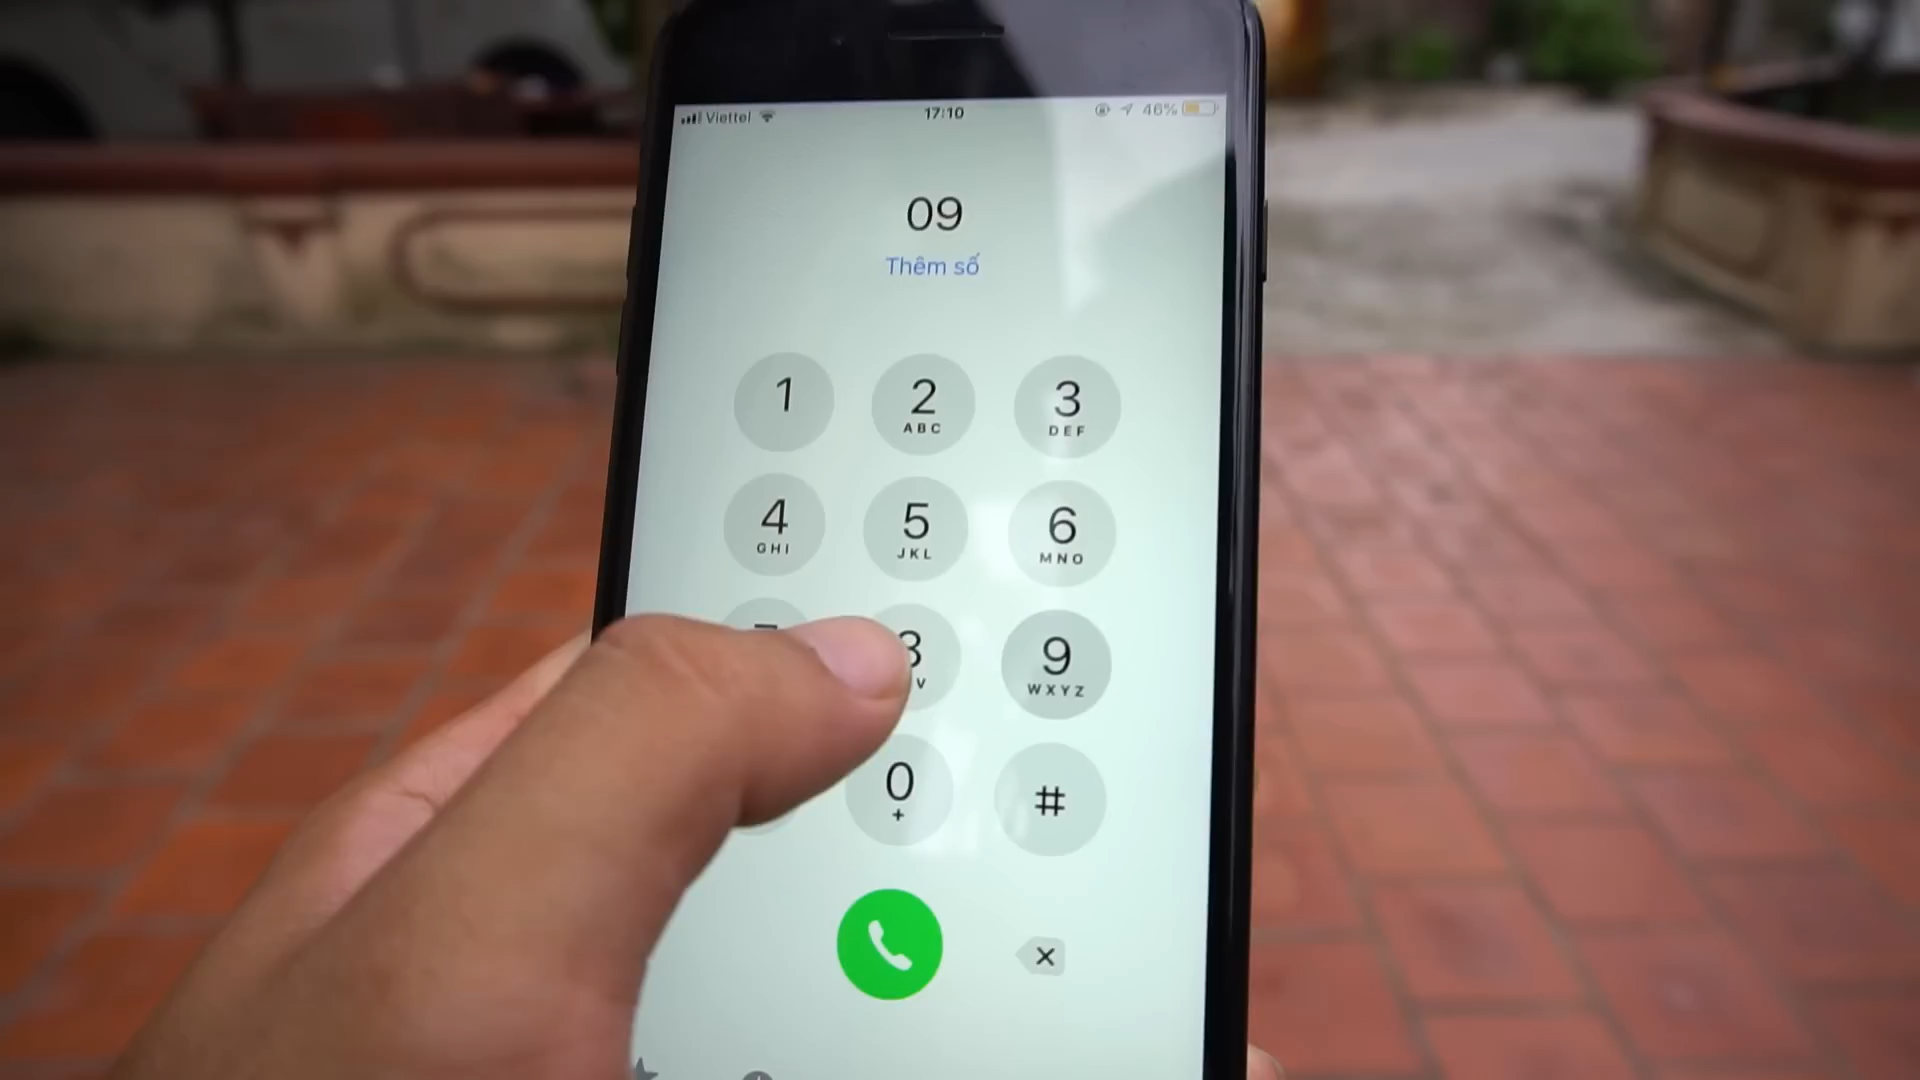 Viettel 17:10 46%
09
Thêm số
1 2 3
ABC DEF
4 5 6
GHI JKL MNO
9
V WXYZ
0 #
+